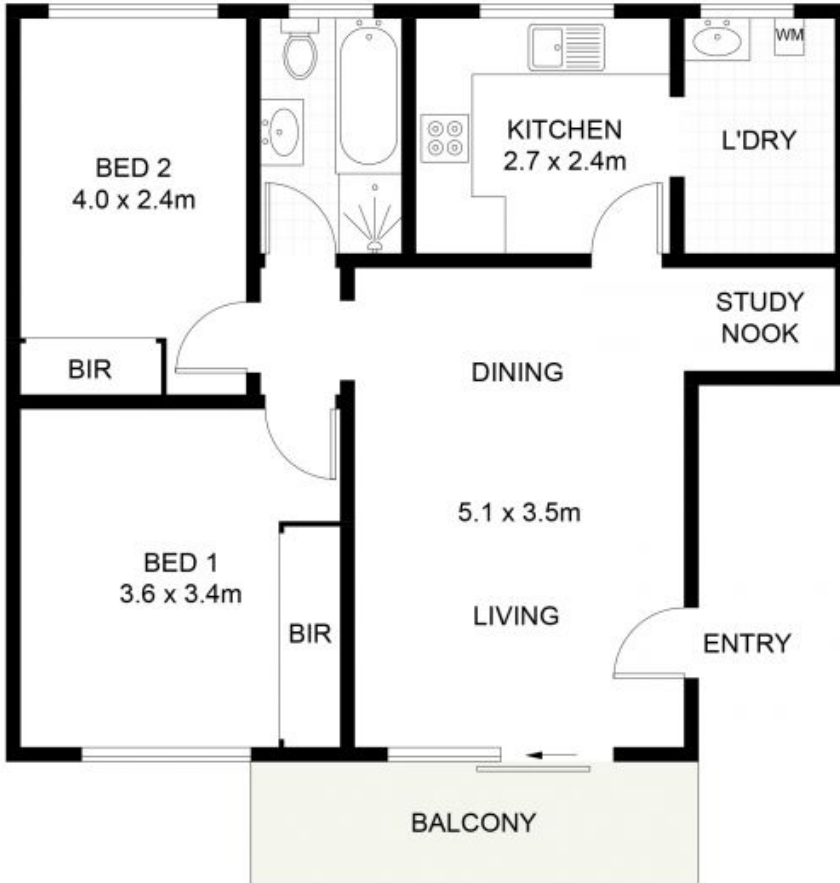 WM
BED 2
4.0 x 2.4m
KITCHEN
2.7 x 2.4m
L'DRY
STUDY
NOOK
BIR
DINING
5.1 x 3.5m
BED 1
3.6 x 3.4m
BIR
LIVING
ENTRY
BALCONY